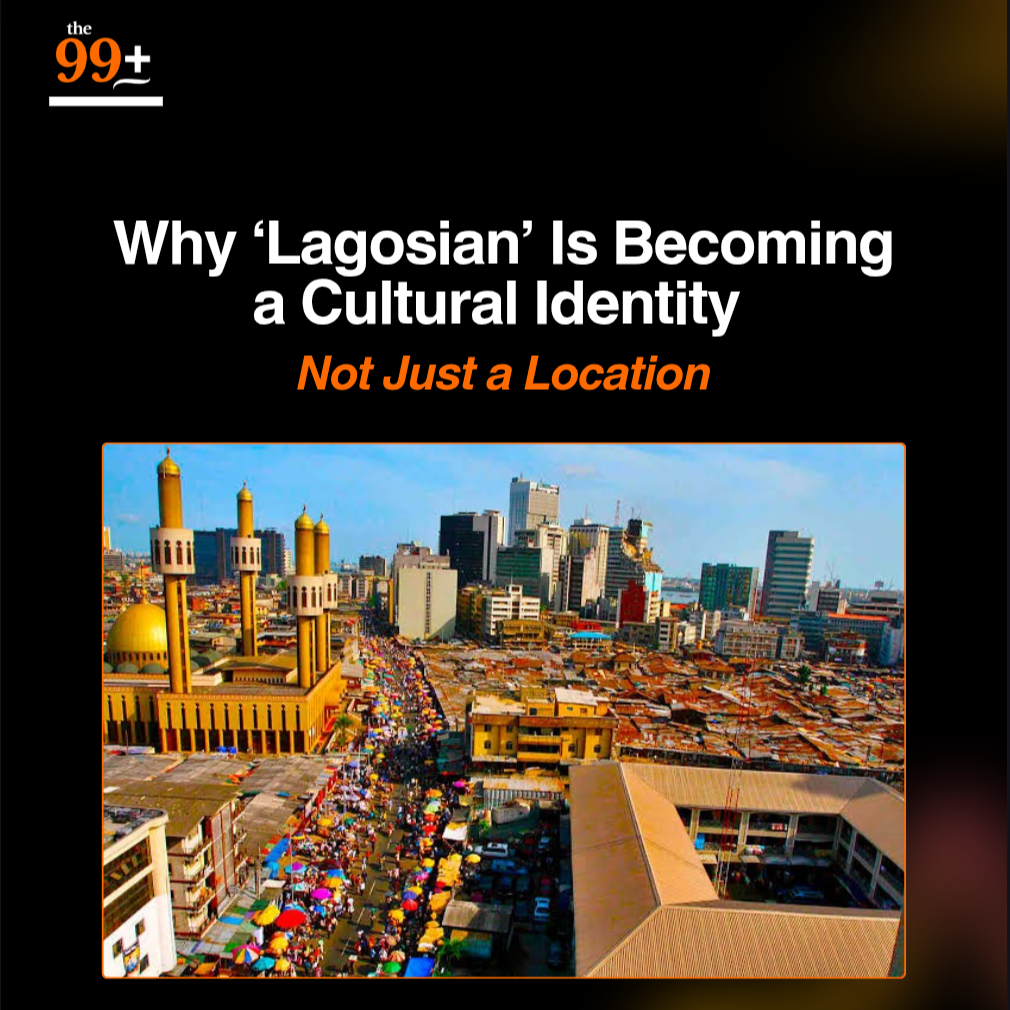 the
99+
Why ‘Lagosian’ Is Becoming
a Cultural Identity
Not Just a Location